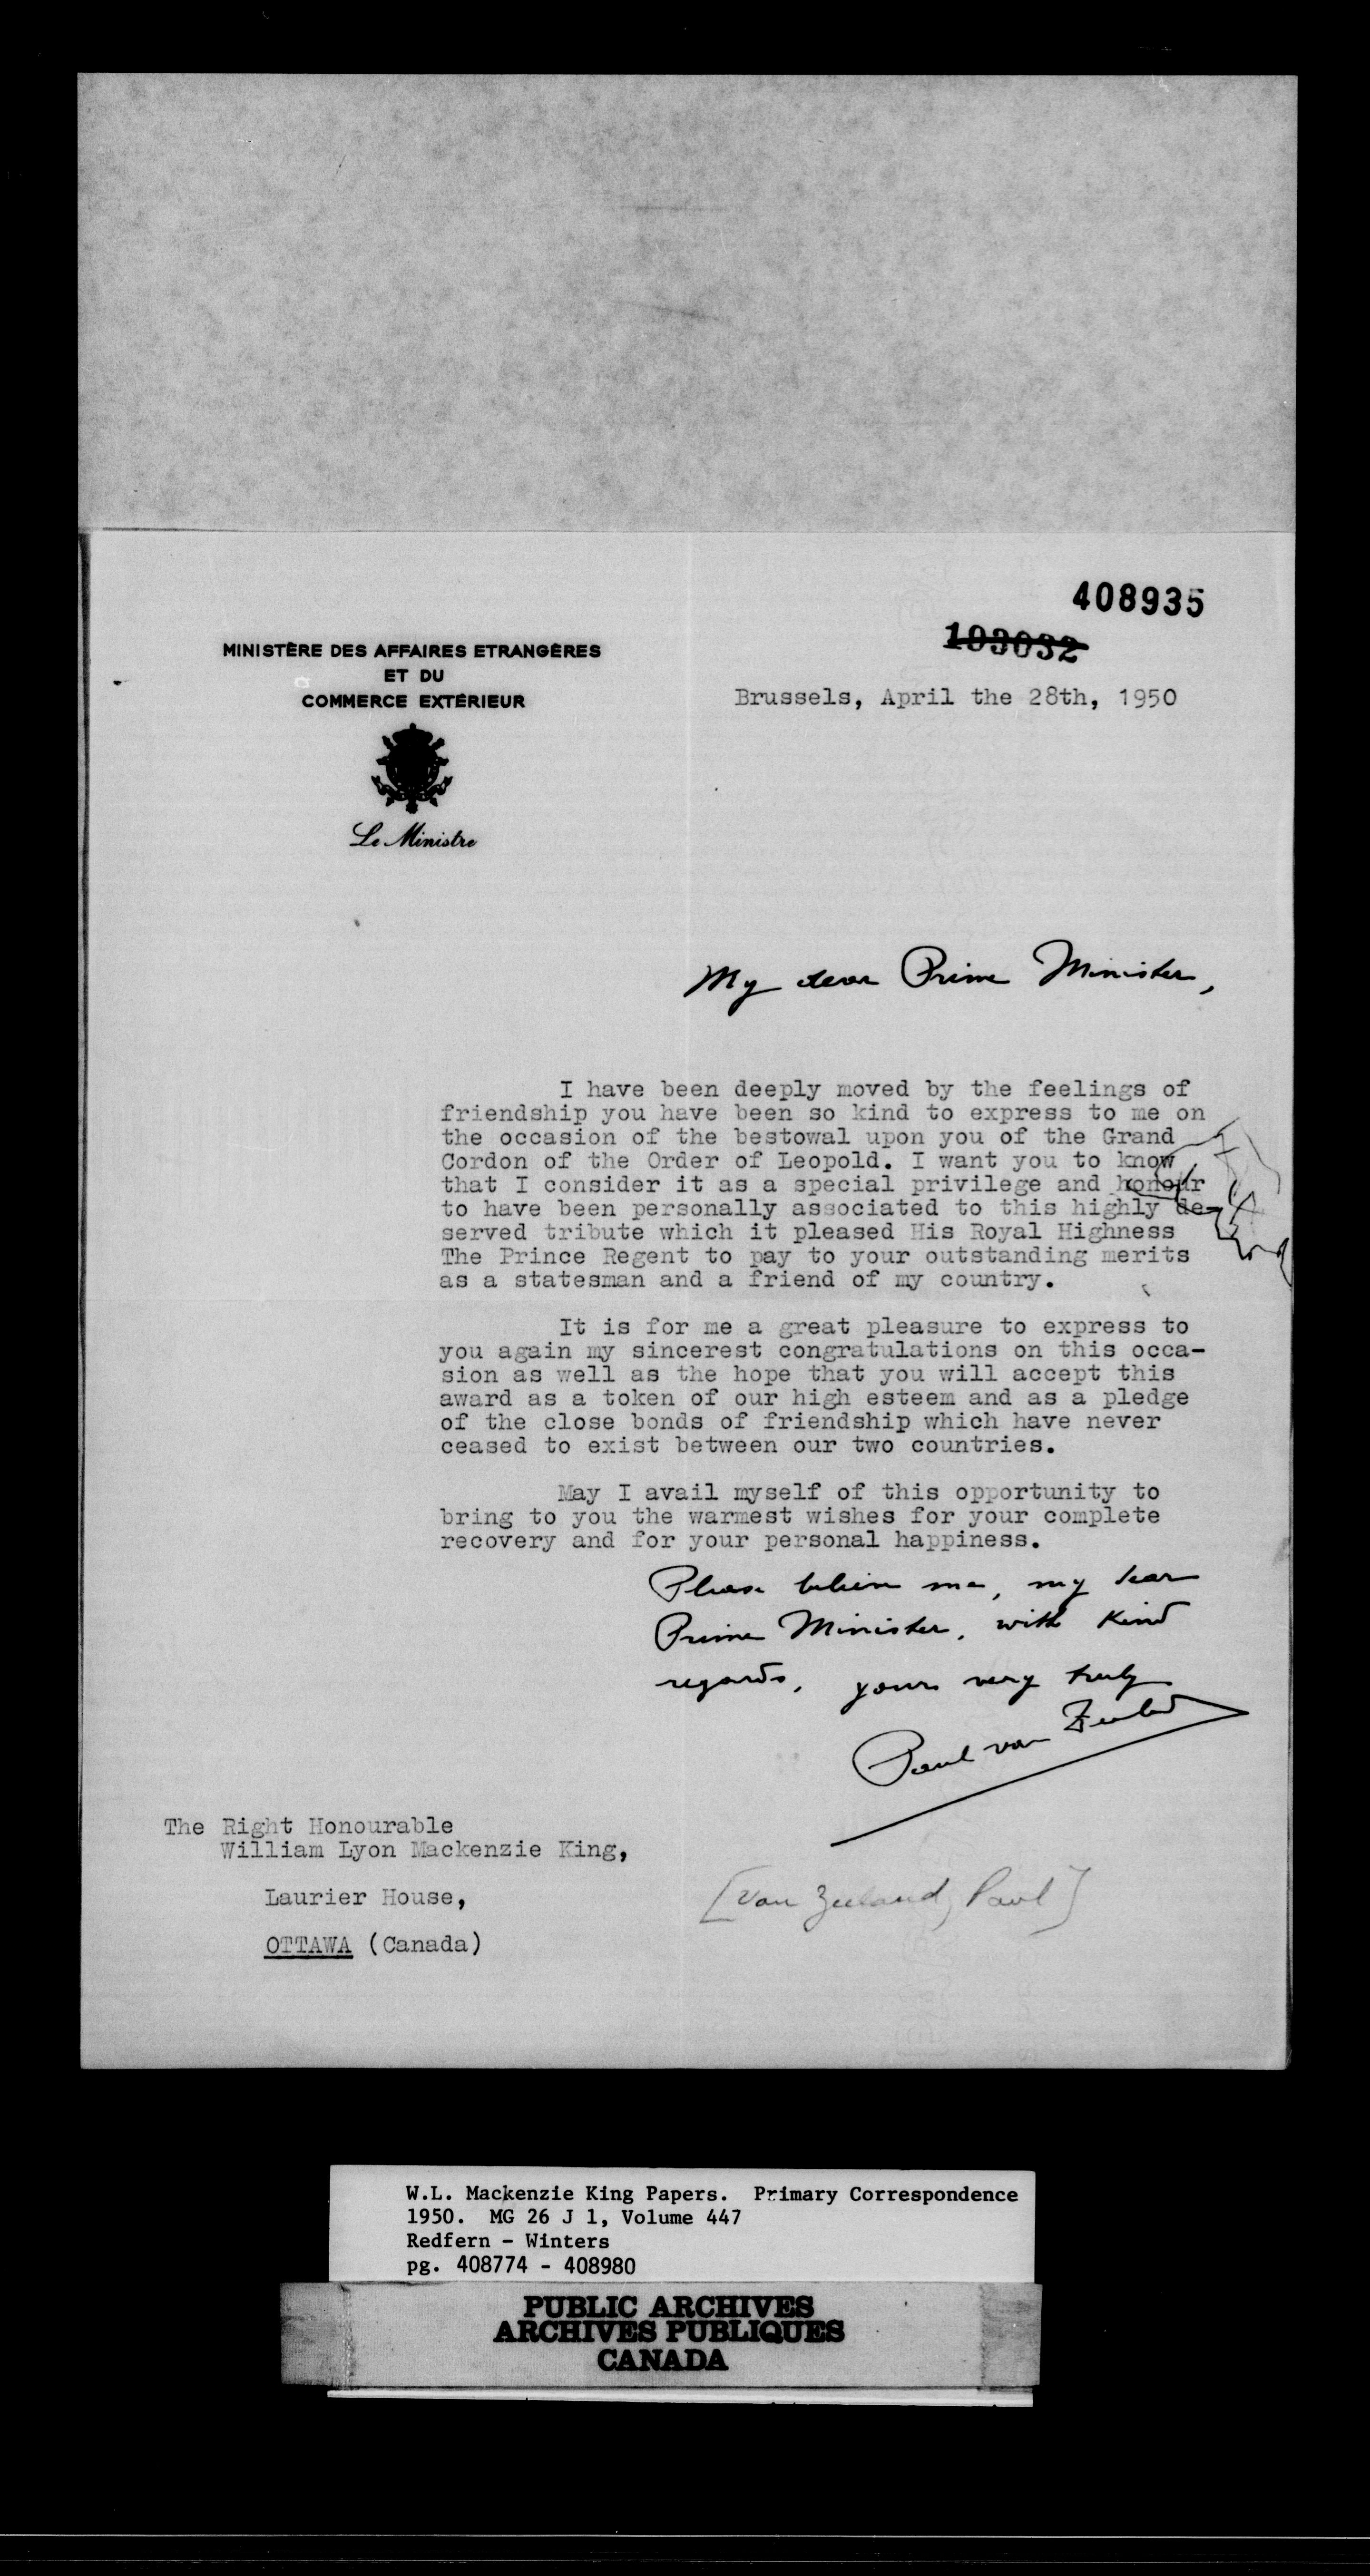 408935
103032
MINISTÈRE DES AFFAIRES ETRANGÈRES
ET DU
COMMERCE EXTÉRIEUR
Brussels, April the 28th, 1950
Le Ministre
My dear Prime Minister,
I have been deeply moved by the feelings of
friendship you have been so kind to express to me on
the occasion of the bestowal upon you of the Grand
Cordon of the Order of Leopold. I want you to know
that I consider it as a special privilege and honour
to have been personally associated to this highly de-
served tribute which it pleased His Royal Highness
The Prince Regent to pay to your outstanding merits
as a statesman and a friend of my country.
It is for me a great pleasure to express to
you again my sincerest congratulations on this occa-
sion as well as the hope that you will accept this
award as a token of our high esteem and as a pledge
of the close bonds of friendship which have never
ceased to exist between our two countries.
May I avail myself of this opportunity to
bring to you the warmest wishes for your complete
recovery and for your personal happiness.
Please believe me, my dear
Prime Minister, with kind
regards, yours very truly
Paul van Zeeland
The Right Honourable
William Lyon Mackenzie King,
Laurier House,
OTTAWA (Canada)
[Van Zeeland, Paul]
W.L. Mackenzie King Papers. Primary Correspondence
1950. MG 26 J 1, Volume 447
Redfern - Winters
pg. 408774 - 408980
PUBLIC ARCHIVES
ARCHIVES PUBLIQUES
CANADA